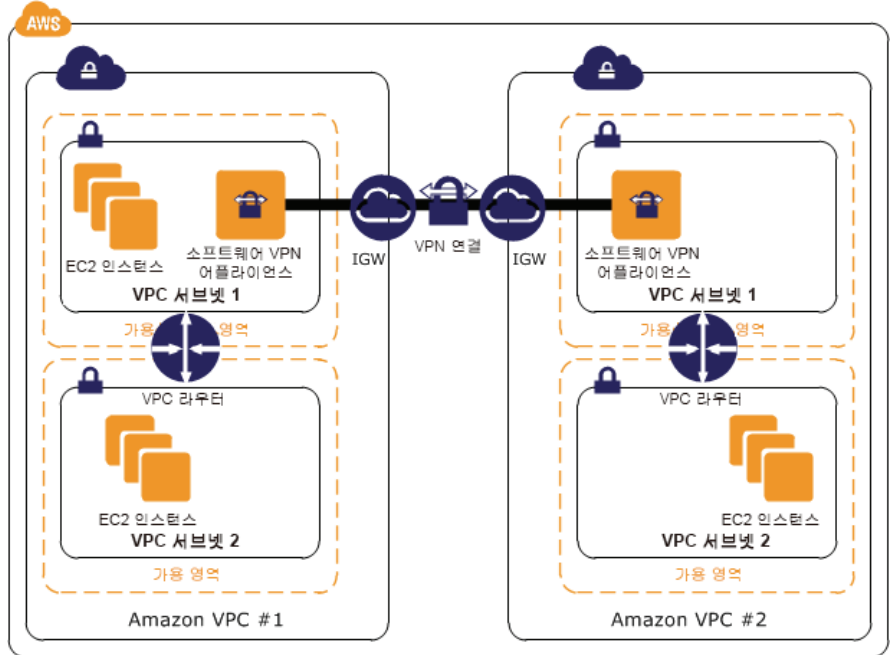 AWS
EC2 인스턴스
소프트웨어 VPN
어플라이언스
VPC 서브넷 1
가용 영역
VPC 라우터
EC2 인스턴스
VPC 서브넷 2
가용 영역
Amazon VPC #1
IGW
VPN 연결
IGW
소프트웨어 VPN
어플라이언스
VPC 서브넷 1
가용 영역
VPC 라우터
EC2 인스턴스
VPC 서브넷 2
가용 영역
Amazon VPC #2